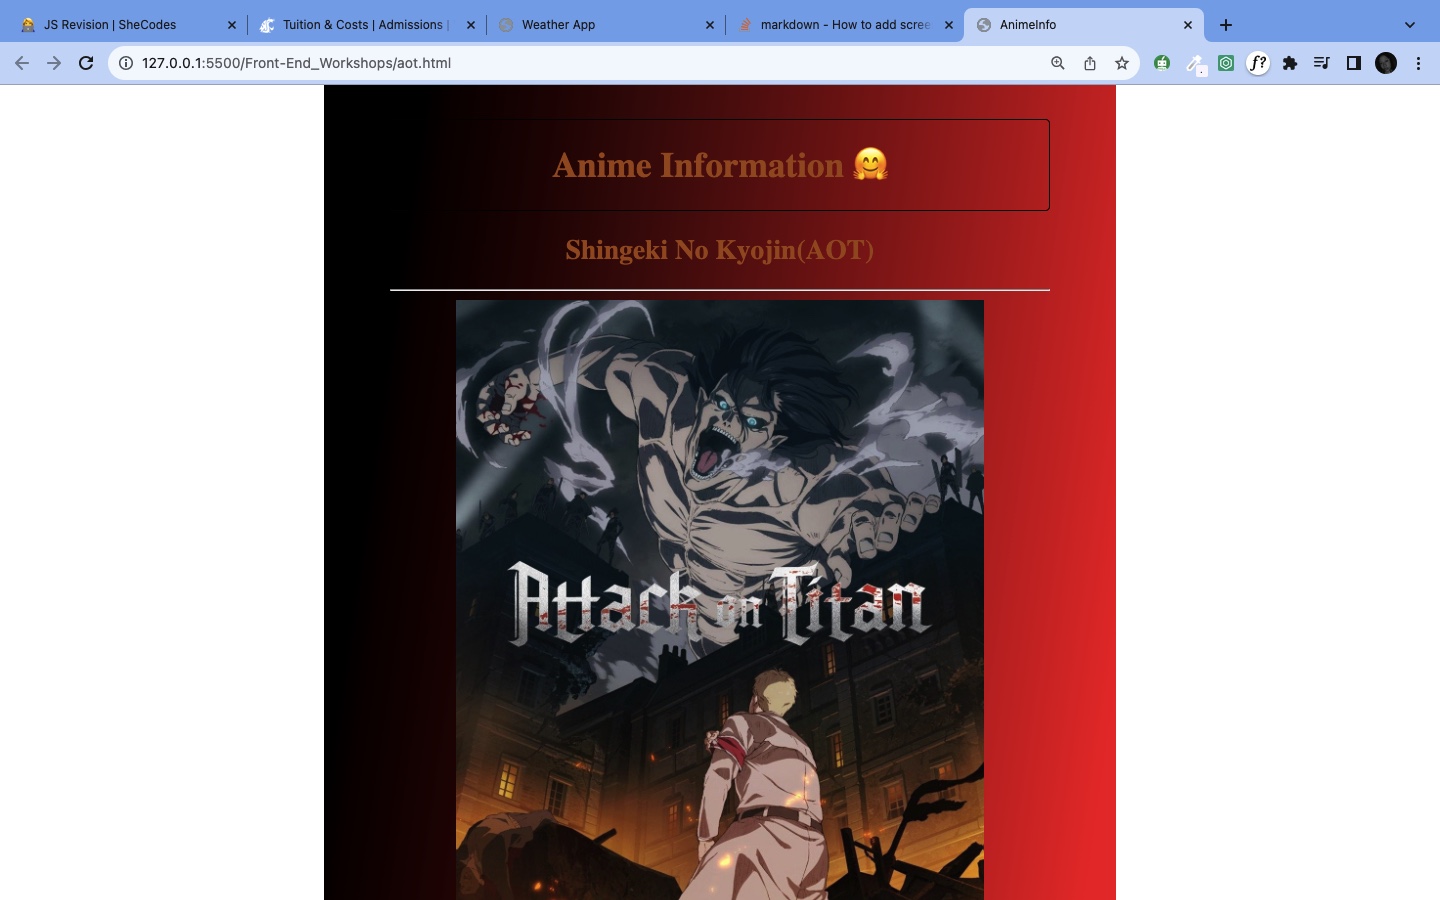 JS Revision | SheCodes
Tuition & Costs | Admissions |
Weather App
markdown - How to add scree
AnimeInfo
127.0.0.1:5500/Front-End_Workshops/aot.html
f?
Anime Information 🤗
Shingeki No Kyojin(AOT)
Attack on Titan